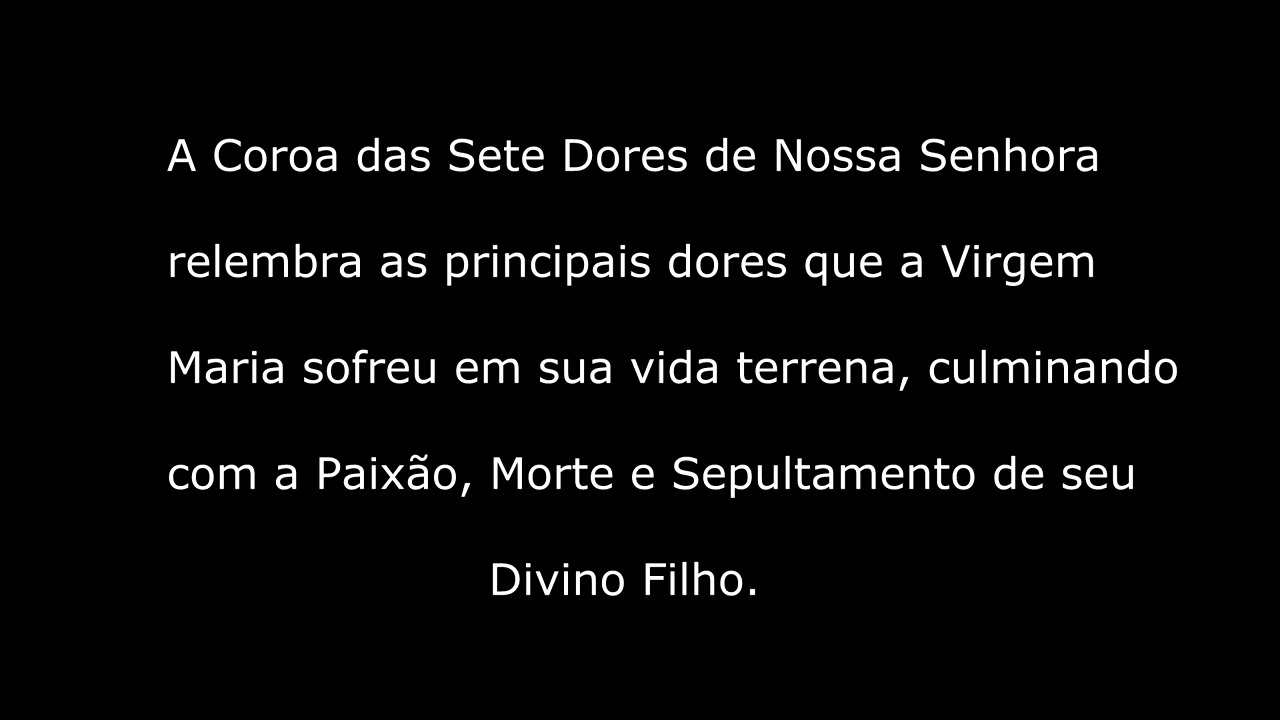 A Coroa das Sete Dores de Nossa Senhora
relembra as principais dores que a Virgem
Maria sofreu em sua vida terrena, culminando
com a Paixão, Morte e Sepultamento de seu
Divino Filho.